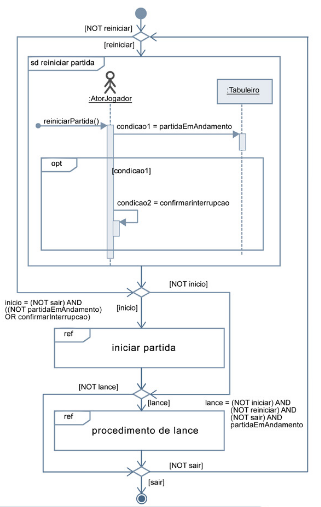 [NOT reiniciar]
[reiniciar]
sd reiniciar partida
:AtorJogador
:Tabuleiro
reiniciarPartida()
condicao1 = partidaEmAndamento
opt
[condicao1]
condicao2 = confirmarInterrupcao
[NOT inicio]
inicio = (NOT sair) AND
((NOT partidaEmAndamento)
OR confirmarInterrupcao)
[inicio]
ref
iniciar partida
[NOT lance]
[lance]
lance = (NOT iniciar) AND
(NOT reiniciar) AND
(NOT sair) AND
partidaEmAndamento
ref
procedimento de lance
[NOT sair]
[sair]